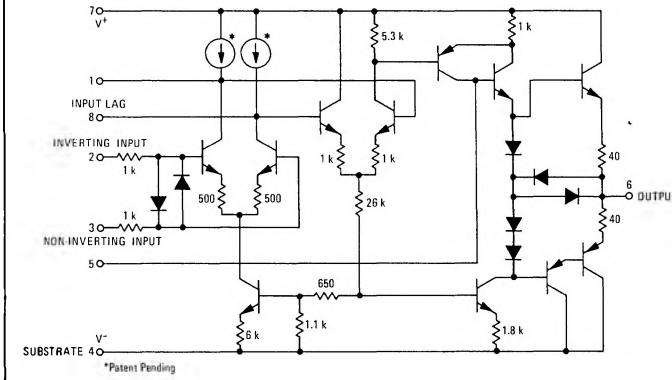 7
V+
*
*
5.3 k
1 k
1
INPUT LAG
8
INVERTING INPUT
2
1 k
1 k
1 k
40
500
500
26 k
6
OUTPUT
40
1 k
3
NON-INVERTING INPUT
5
650
1.1 k
6 k
1.8 k
V-
SUBSTRATE 4
*Patent Pending